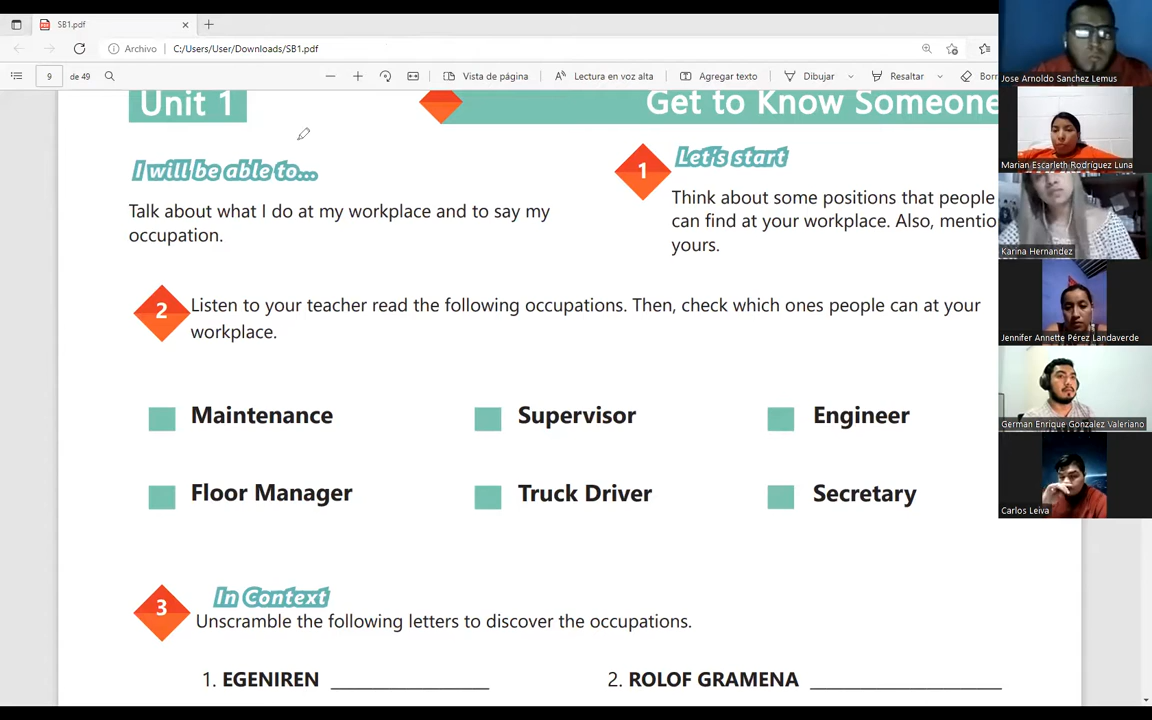 SB1.pdf
Archivo
C:/Users/User/Downloads/SB1.pdf
9
de 49
Vista de página
Lectura en voz alta
Agregar texto
Dibujar
Resaltar
Unit 1
Get to Know Someone
I will be able to...
Talk about what I do at my workplace and to say my
occupation.
1
Let's start
Think about some positions that people
can find at your workplace. Also, mentio
yours.
2
Listen to your teacher read the following occupations. Then, check which ones people can at your
workplace.
Maintenance
Supervisor
Engineer
Floor Manager
Truck Driver
Secretary
3
In Context
Unscramble the following letters to discover the occupations.
1. EGENIREN
2. ROLOF GRAMENA
Jose Arnoldo Sanchez Lemus
Marian Escarleth Rodríguez Luna
Karina Hernandez
Jennifer Annette Pérez Landaverde
German Enrique Gonzalez Valeriano
Carlos Leiva